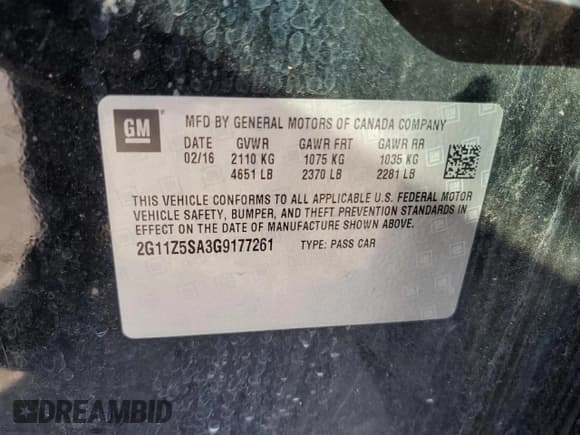 GM
MFD BY GENERAL MOTORS OF CANADA COMPANY
DATE GVWR GAWR FRT GAWR RR
02/16 2110 KG 1075 KG 1035 KG
4651 LB 2370 LB 2281 LB
THIS VEHICLE CONFORMS TO ALL APPLICABLE U.S. FEDERAL MOTOR
VEHICLE SAFETY, BUMPER, AND THEFT PREVENTION STANDARDS IN
EFFECT ON THE DATE OF MANUFACTURE SHOWN ABOVE.
2G11Z5SA3G9177261 TYPE: PASS CAR
DREAMBID